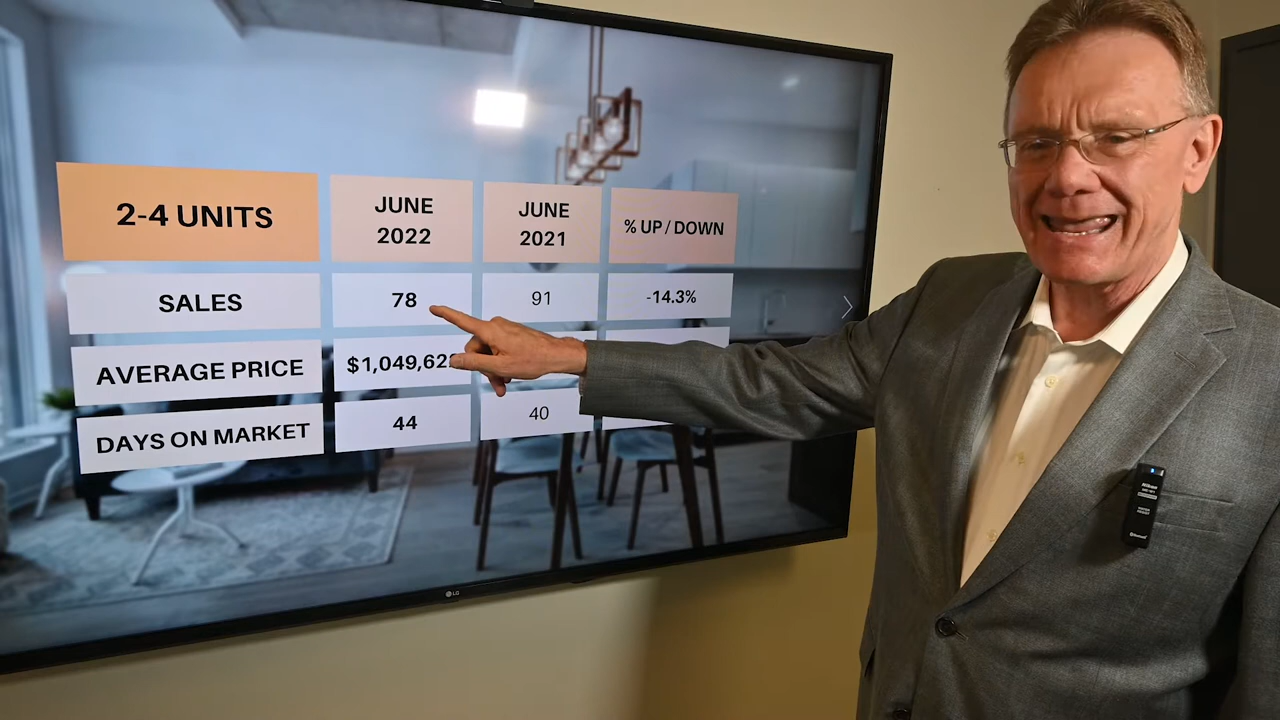 2-4 UNITS
JUNE
2022
JUNE
2021
% UP / DOWN
SALES
78
91
-14.3%
AVERAGE PRICE
DAYS ON MARKET
44
40
LG